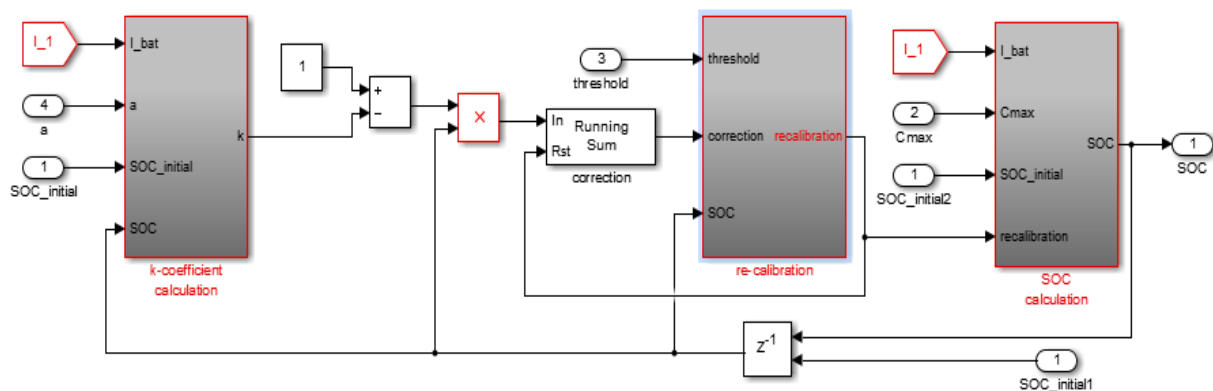 I_1
I_bat
4
a
a
1
SOC_initial
SOC_initial
SOC
k
k-coefficient
calculation
1
+
−
×
3
threshold
In
Rst
Running
Sum
correction
threshold
correction
SOC
recalibration
re-calibration
I_1
I_bat
2
Cmax
Cmax
1
SOC_initial2
SOC_initial
recalibration
SOC
SOC
calculation
1
SOC
Z-1
1
SOC_initial1